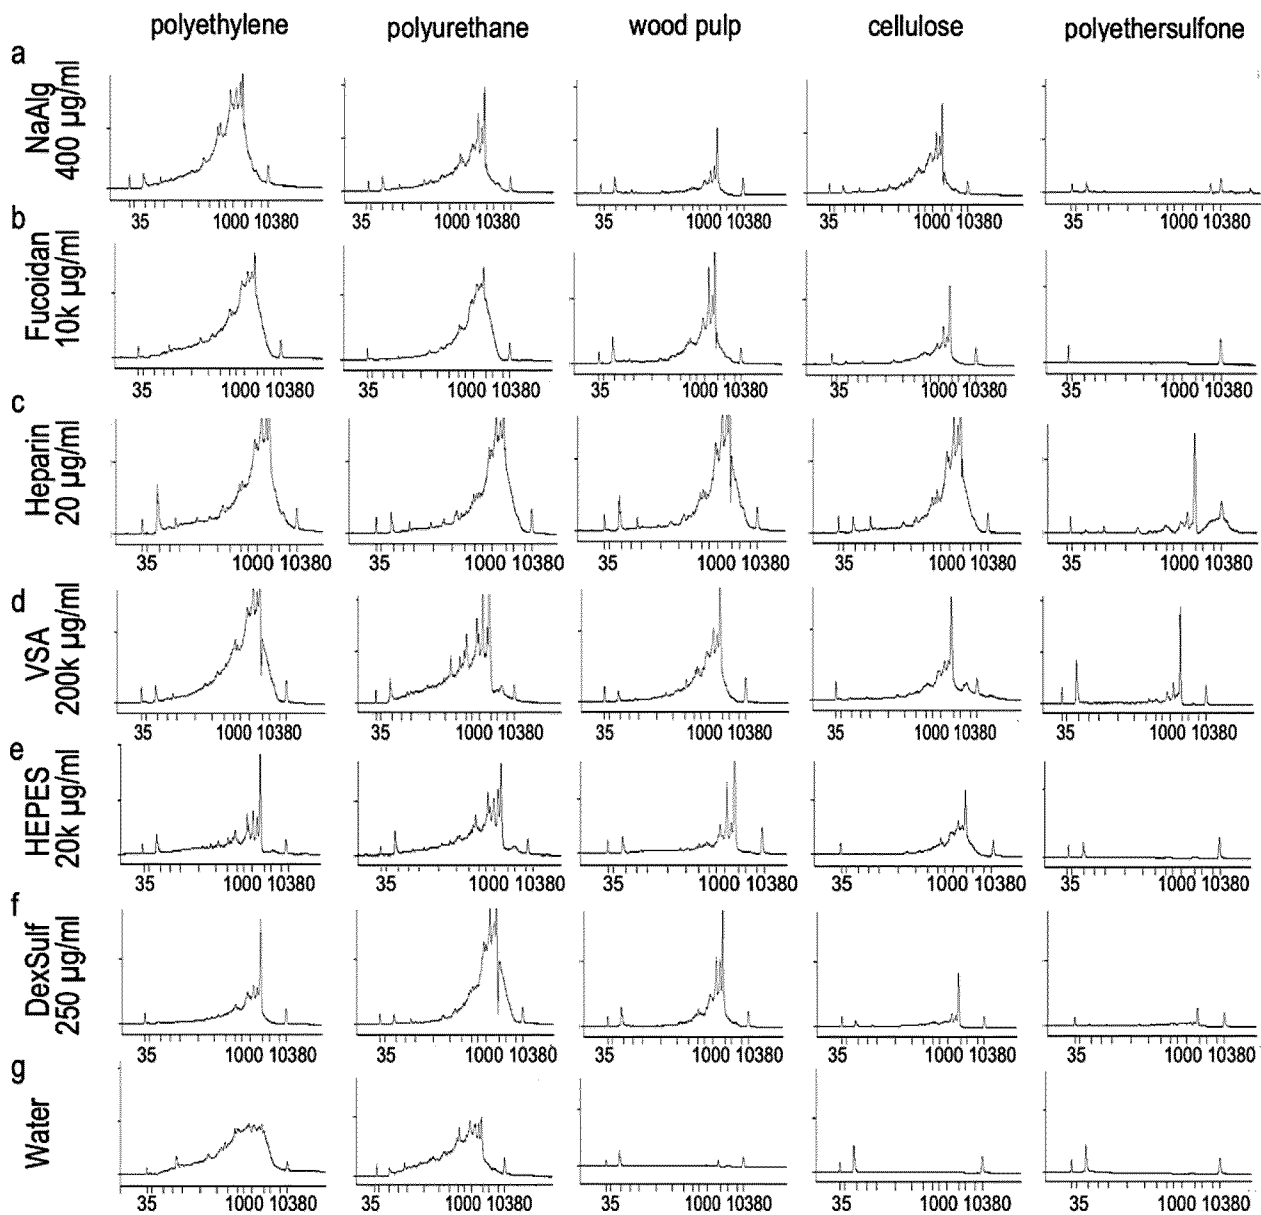 polyethylene polyurethane wood pulp cellulose polyethersulfone
a
NaAlg
400 µg/ml
35 1000 10380 35 1000 10380 35 1000 10380 35 1000 10380 35 1000 10380
b
Fucoidan
10k µg/ml
35 1000 10380 35 1000 10380 35 1000 10380 35 1000 10380 35 1000 10380
c
Heparin
20 µg/ml
35 1000 10380 35 1000 10380 35 1000 10380 35 1000 10380 35 1000 10380
d
VSA
200k µg/ml
35 1000 10380 35 1000 10380 35 1000 10380 35 1000 10380 35 1000 10380
e
HEPES
20k µg/ml
35 1000 10380 35 1000 10380 35 1000 10380 35 1000 10380 35 1000 10380
f
DexSulf
250 µg/ml
35 1000 10380 35 1000 10380 35 1000 10380 35 1000 10380 35 1000 10380
g
Water
35 1000 10380 35 1000 10380 35 1000 10380 35 1000 10380 35 1000 10380